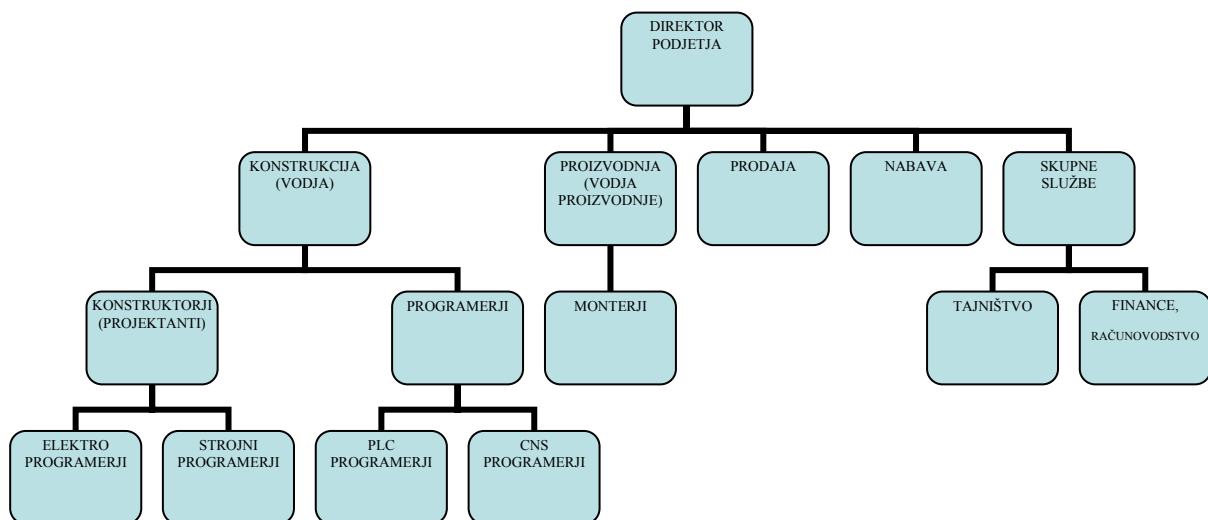 DIREKTOR
PODJETJA
KONSTRUKCIJA
(VODJA)
PROIZVODNJA
(VODJA
PROIZVODNJE)
PRODAJA
NABAVA
SKUPNE
SLUŽBE
KONSTRUKTORJI
(PROJEKTANTI)
PROGRAMERJI
MONTERJI
TAJNIŠTVO
FINANCE,
RAČUNOVODSTVO
ELEKTRO
PROGRAMERJI
STROJNI
PROGRAMERJI
PLC
PROGRAMERJI
CNS
PROGRAMERJI